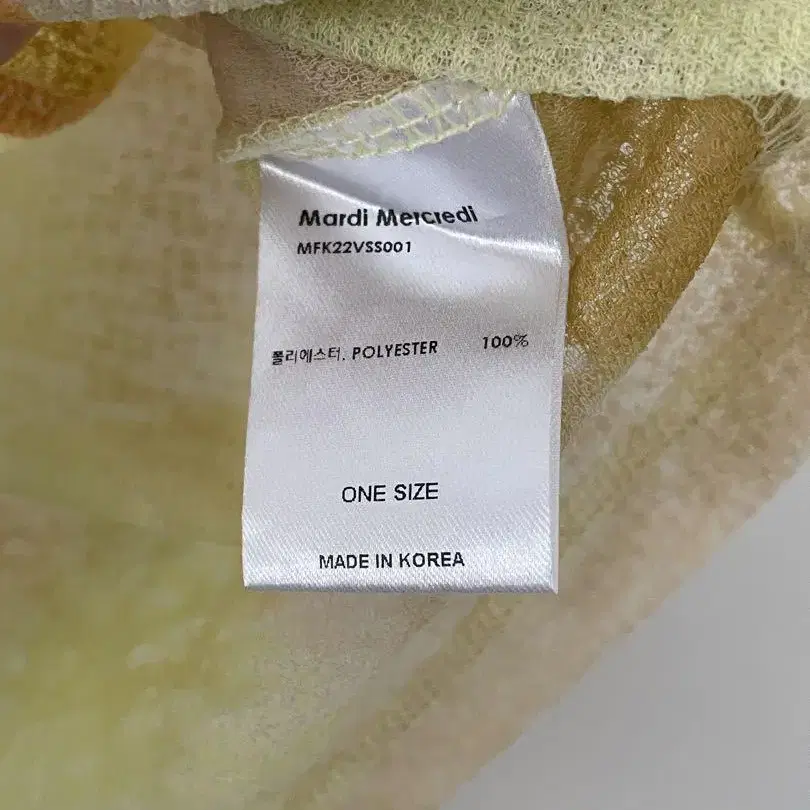 Mardi Mercredi
MFK22VSS001
폴리에스터. POLYESTER 100%
ONE SIZE
MADE IN KOREA